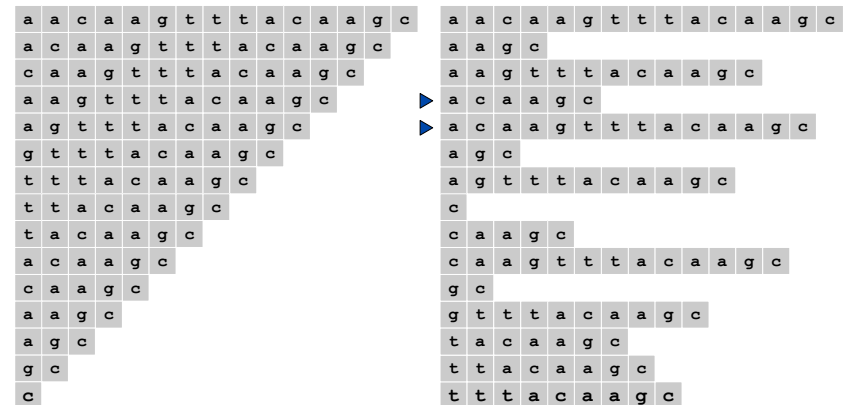 a a c a a g t t t a c a a g c
a c a a g t t t a c a a g c
c a a g t t t a c a a g c
a a g t t t a c a a g c
a g t t t a c a a g c
g t t t a c a a g c
t t t a c a a g c
t t a c a a g c
t a c a a g c
a c a a g c
c a a g c
a a g c
a g c
g c
c
a a c a a g t t t a c a a g c
a a g c
a a g t t t a c a a g c
a c a a g c
a c a a g t t t a c a a g c
a g c
a g t t t a c a a g c
c
c a a g c
c a a g t t t a c a a g c
g c
g t t t a c a a g c
t a c a a g c
t t a c a a g c
t t t a c a a g c